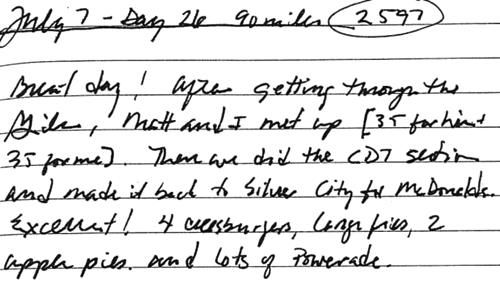 July 7 - Day 26 90 miles 2597
Great day! After getting through the
Gila, Matt and I met up [35 for him +
35 for me]. Then we did the CDT section
and made it back to Silver City for McDonalds.
Excellent! 4 cheesburgers, large fries, 2
apple pies. and lots of Powerade.